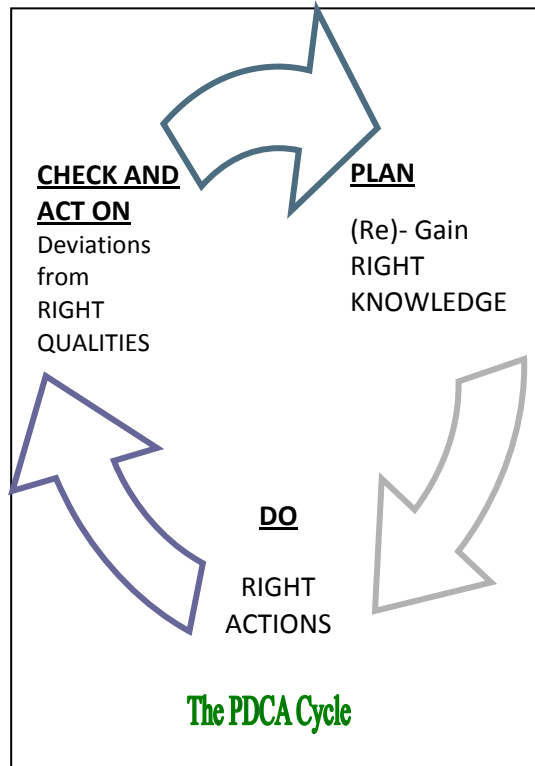 CHECK AND
ACT ON
Deviations
from
RIGHT
QUALITIES
PLAN
(Re)- Gain
RIGHT
KNOWLEDGE
DO
RIGHT
ACTIONS
The PDCA Cycle